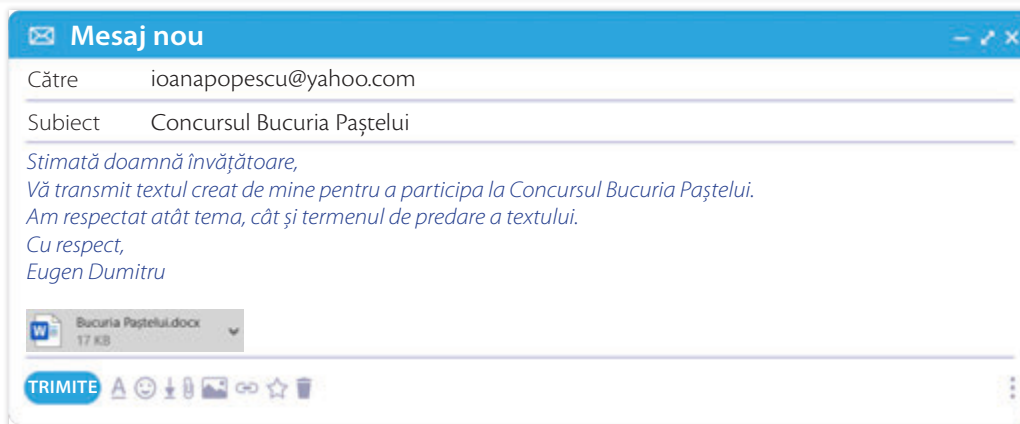 Mesaj nou
Către ioanapopescu@yahoo.com
Subiect Concursul Bucuria Paștelui
Stimată doamnă învățătoare,
Vă transmit textul creat de mine pentru a participa la Concursul Bucuria Paștelui.
Am respectat atât tema, cât și termenul de predare a textului.
Cu respect,
Eugen Dumitru
W
Bucuria Paștelui.docx
17 KB
TRIMITE A